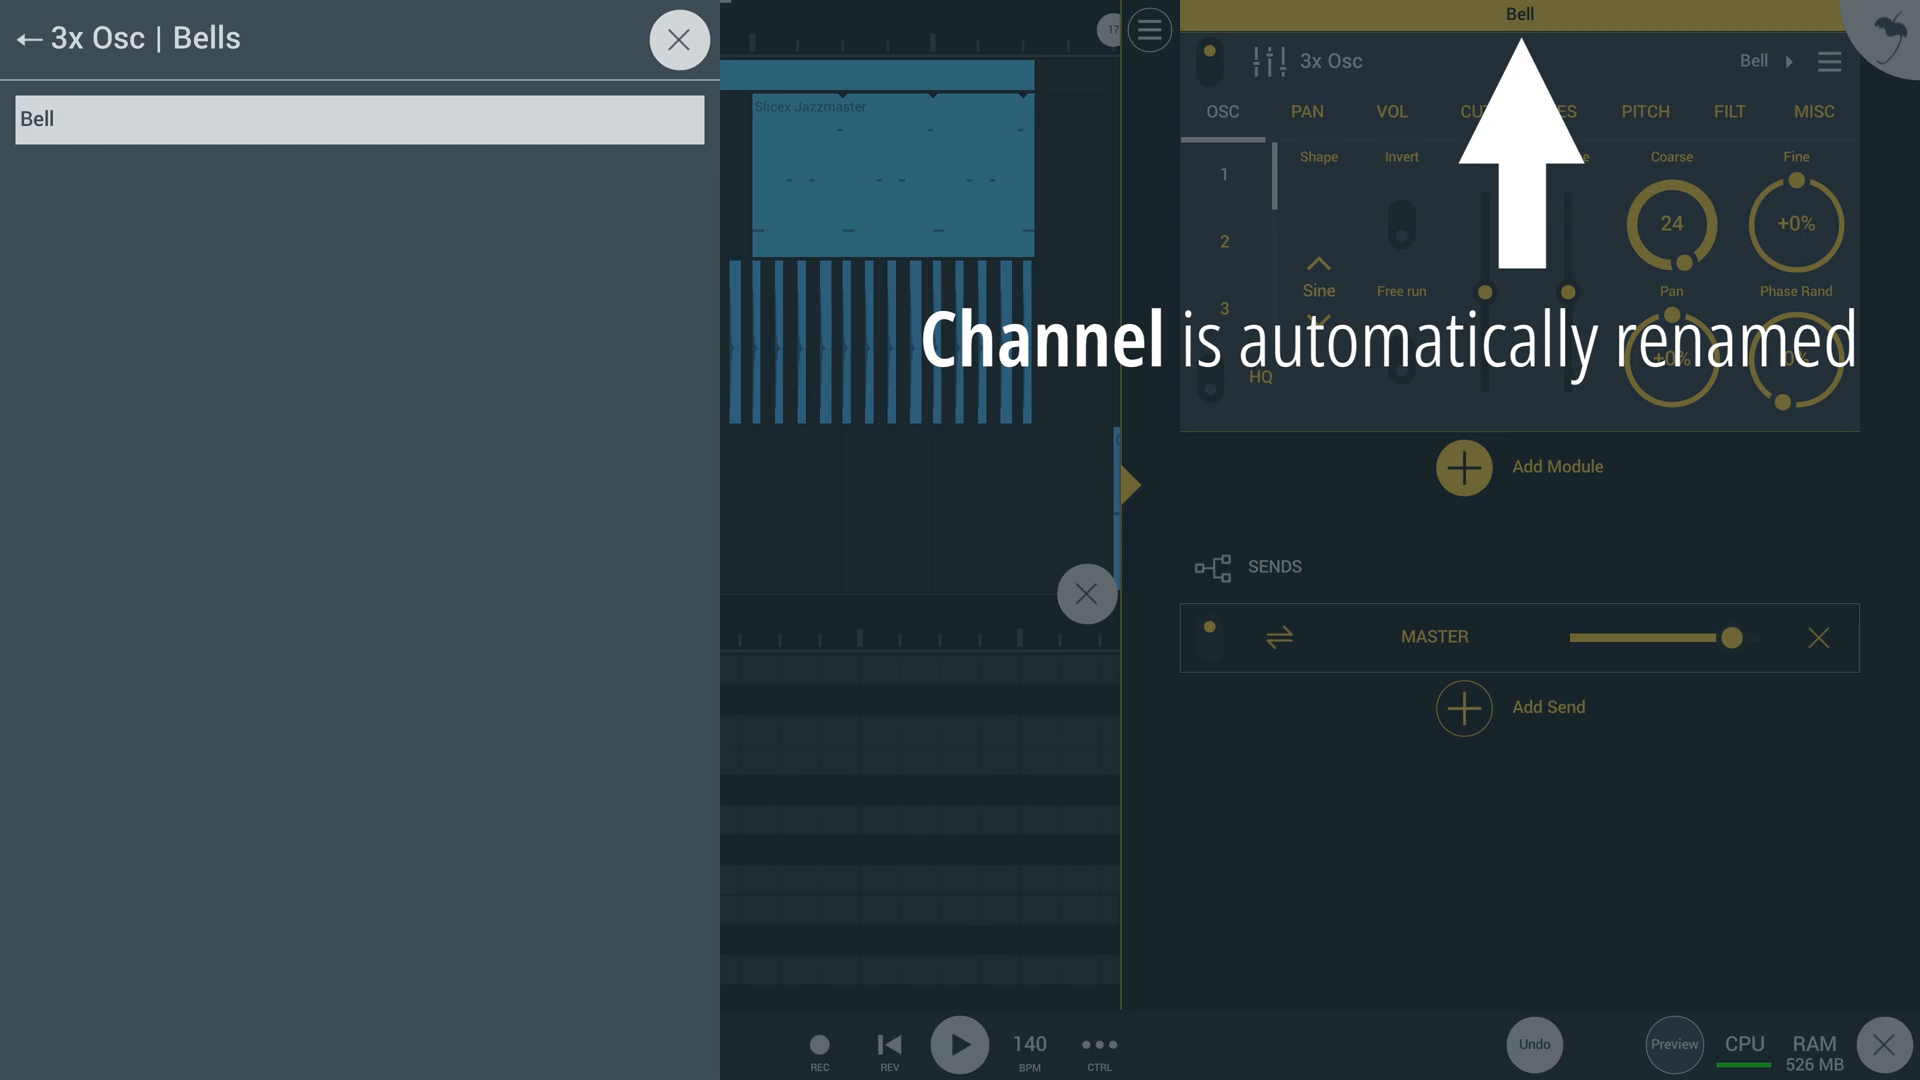 3x Osc | Bells
Bell
17
Slicex Jazzmaster
Bell
3x Osc
Bell
OSC PAN VOL PITCH FILT MISC
Shape Invert Coarse Fine
1
2
3
24
+0%
Sine
Free run
Pan
Phase Rand
Channel is automatically renamed
HQ
Add Module
SENDS
MASTER
Add Send
REC
REV
140
BPM
CTRL
Undo
Preview
CPU
RAM
526 MB